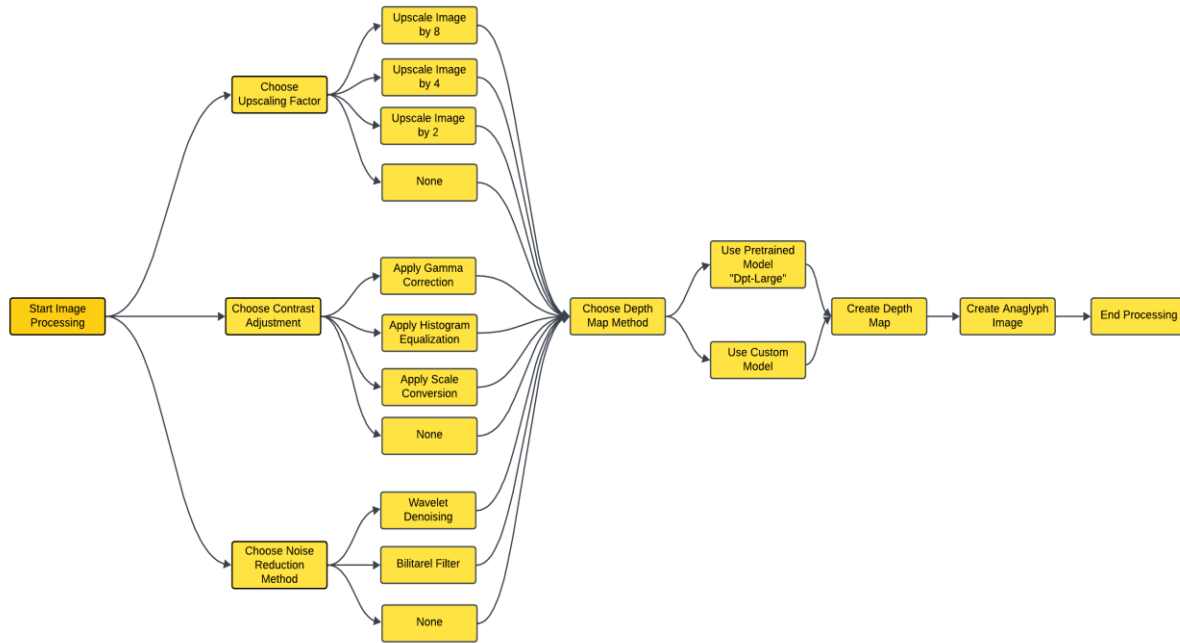 Start Image
Processing
Choose
Upscaling Factor
Choose Contrast
Adjustment
Choose Noise
Reduction
Method
Upscale Image
by 8
Upscale Image
by 4
Upscale Image
by 2
None
Apply Gamma
Correction
Apply Histogram
Equalization
Apply Scale
Conversion
None
Wavelet
Denoising
Bilitarel Filter
None
Choose Depth
Map Method
Use Pretrained
Model
"Dpt-Large"
Use Custom
Model
Create Depth
Map
Create Anaglyph
Image
End Processing